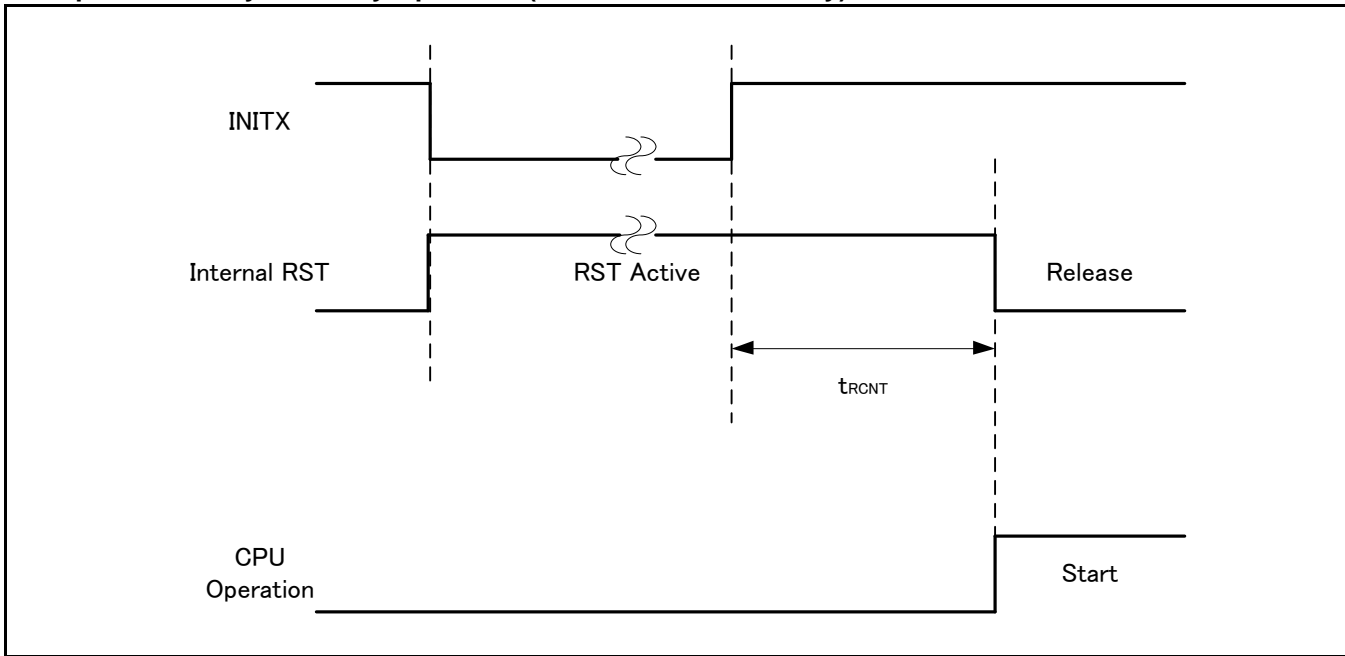 INITX
Internal RST
RST Active
Release
tRCNT
CPU
Operation
Start